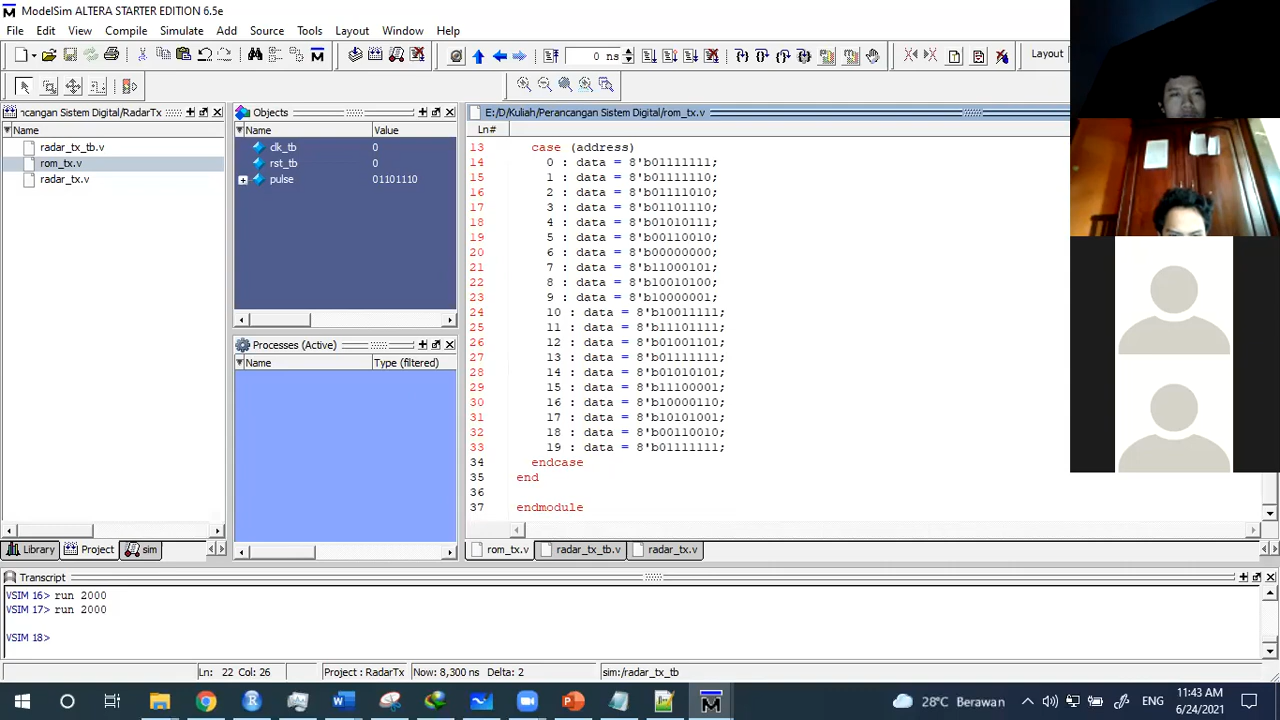 ModelSim ALTERA STARTER EDITION 6.5e
File Edit View Compile Simulate Add Source Tools Layout Window Help
0 ns
Layout
ncangan Sistem Digital/RadarTx
Name
radar_tx_tb.v
rom_tx.v
radar_tx.v
Library Project sim
Objects
Name Value
clk_tb 0
rst_tb 0
pulse 01101110
Processes (Active)
Name Type (filtered)
E:/D/Kuliah/Perancangan Sistem Digital/rom_tx.v
Ln#
13 case (address)
14 0 : data = 8'b01111111;
15 1 : data = 8'b01111110;
16 2 : data = 8'b01111010;
17 3 : data = 8'b01101110;
18 4 : data = 8'b01010111;
19 5 : data = 8'b00110010;
20 6 : data = 8'b00000000;
21 7 : data = 8'b11000101;
22 8 : data = 8'b10010100;
23 9 : data = 8'b10000001;
24 10 : data = 8'b10011111;
25 11 : data = 8'b11101111;
26 12 : data = 8'b01001101;
27 13 : data = 8'b01111111;
28 14 : data = 8'b01010101;
29 15 : data = 8'b11100001;
30 16 : data = 8'b10000110;
31 17 : data = 8'b10101001;
32 18 : data = 8'b00110010;
33 19 : data = 8'b01111111;
34 endcase
35 end
36
37 endmodule
rom_tx.v radar_tx_tb.v radar_tx.v
Transcript
VSIM 16> run 2000
VSIM 17> run 2000
VSIM 18>
Ln: 22 Col: 26 Project : RadarTx Now: 8,300 ns Delta: 2 sim:/radar_tx_tb
28°C Berawan ENG 11:43 AM
6/24/2021